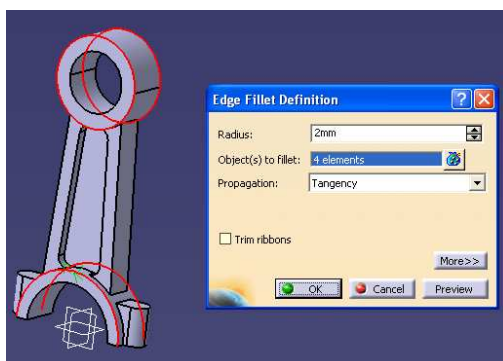 Edge Fillet Definition
Radius: 2mm
Object(s) to fillet: 4 elements
Propagation: Tangency
Trim ribbons
More>>
OK Cancel Preview